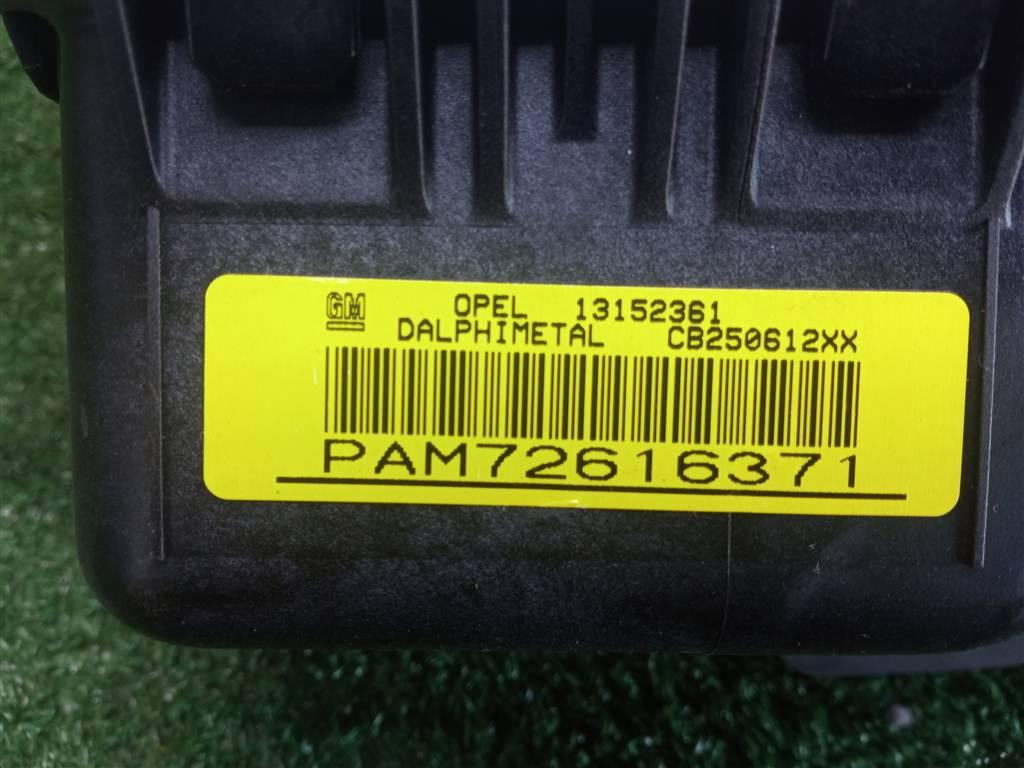 GM OPEL 13152361
DALPHIMETAL CB250612XX
PAM72616371